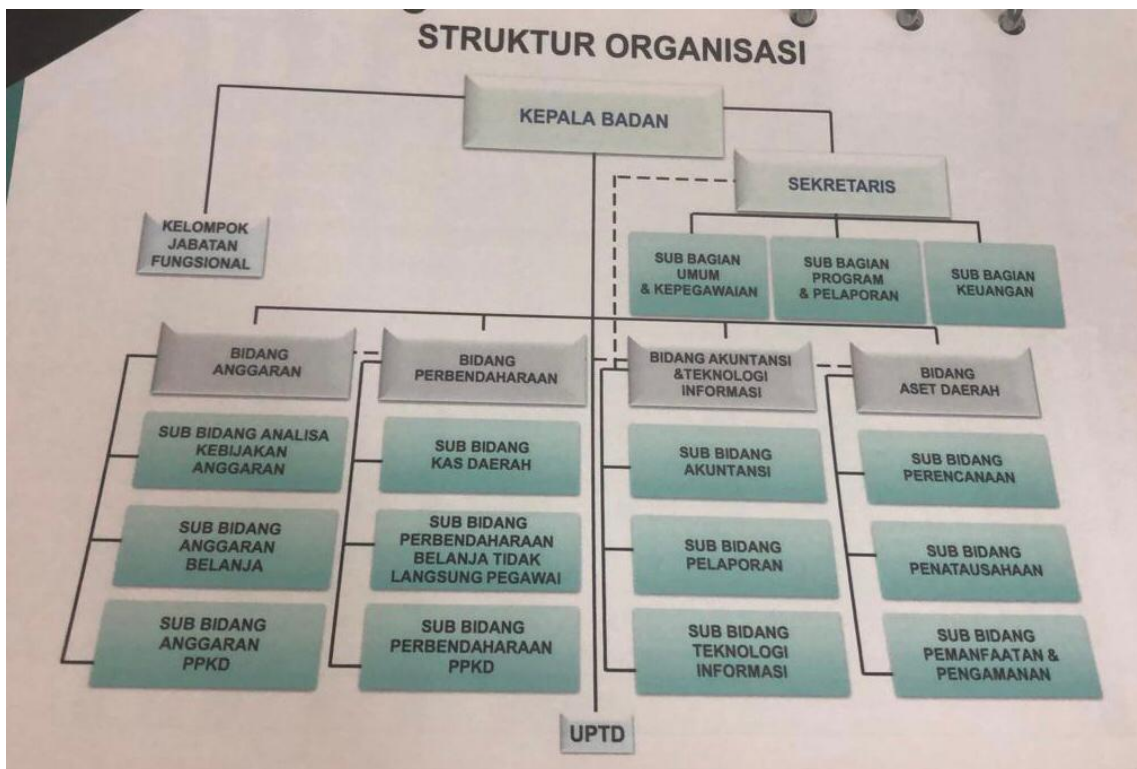 STRUKTUR ORGANISASI
KEPALA BADAN
SEKRETARIS
KELOMPOK
JABATAN
FUNGSIONAL
SUB BAGIAN
UMUM
& KEPEGAWAIAN
SUB BAGIAN
PROGRAM
& PELAPORAN
SUB BAGIAN
KEUANGAN
BIDANG
ANGGARAN
BIDANG
PERBENDAHARAAN
BIDANG AKUNTANSI
&TEKNOLOGI
INFORMASI
BIDANG
ASET DAERAH
SUB BIDANG ANALISA
KEBIJAKAN
ANGGARAN
SUB BIDANG
KAS DAERAH
SUB BIDANG
AKUNTANSI
SUB BIDANG
PERENCANAAN
SUB BIDANG
ANGGARAN
BELANJA
SUB BIDANG
PERBENDAHARAAN
BELANJA TIDAK
LANGSUNG PEGAWAI
SUB BIDANG
PELAPORAN
SUB BIDANG
PENATAUSAHAAN
SUB BIDANG
ANGGARAN
PPKD
SUB BIDANG
PERBENDAHARAAN
PPKD
SUB BIDANG
TEKNOLOGI
INFORMASI
SUB BIDANG
PEMANFAATAN &
PENGAMANAN
UPTD